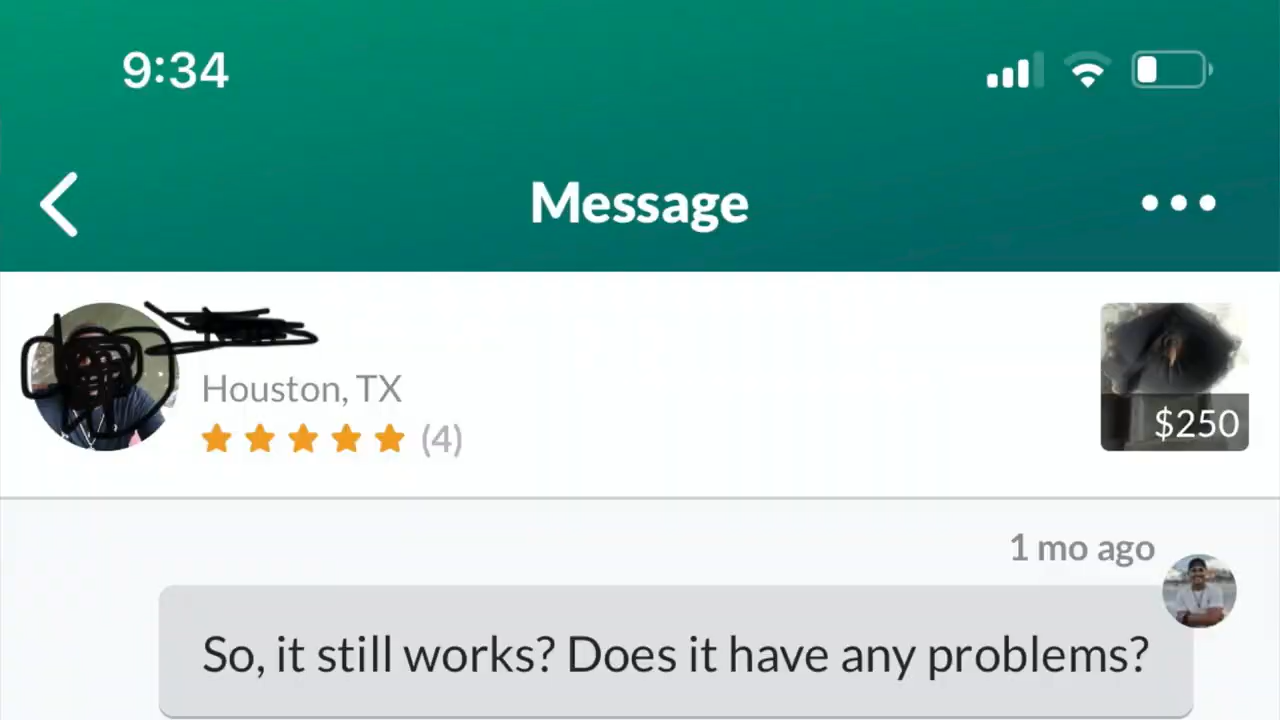 9:34
Message
Houston, TX
(4)
$250
1 mo ago
So, it still works? Does it have any problems?